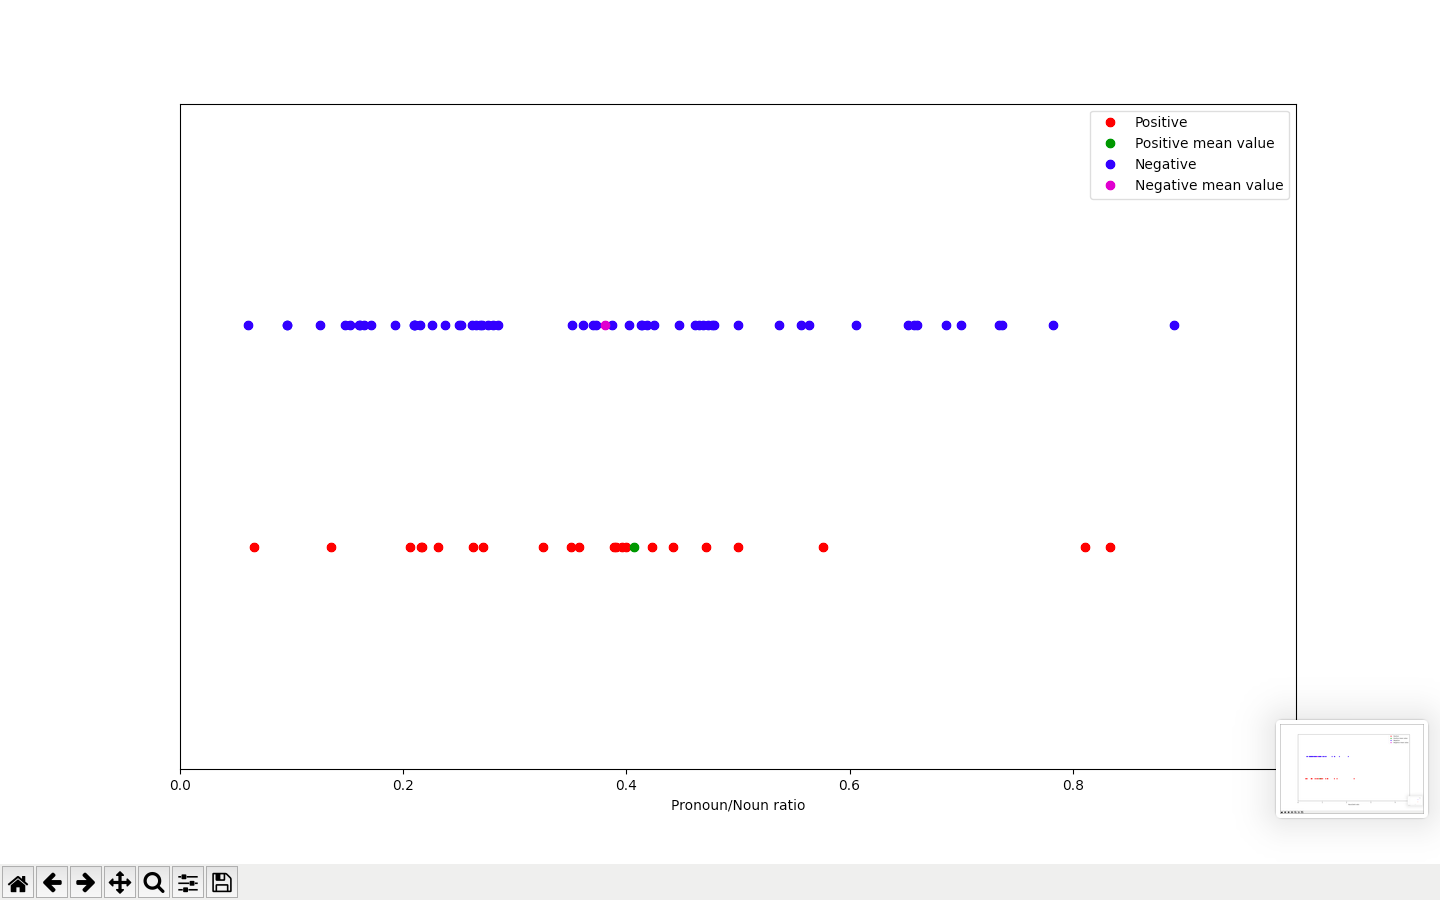 Positive
Positive mean value
Negative
Negative mean value
0.0 0.2 0.4 0.6 0.8
Pronoun/Noun ratio